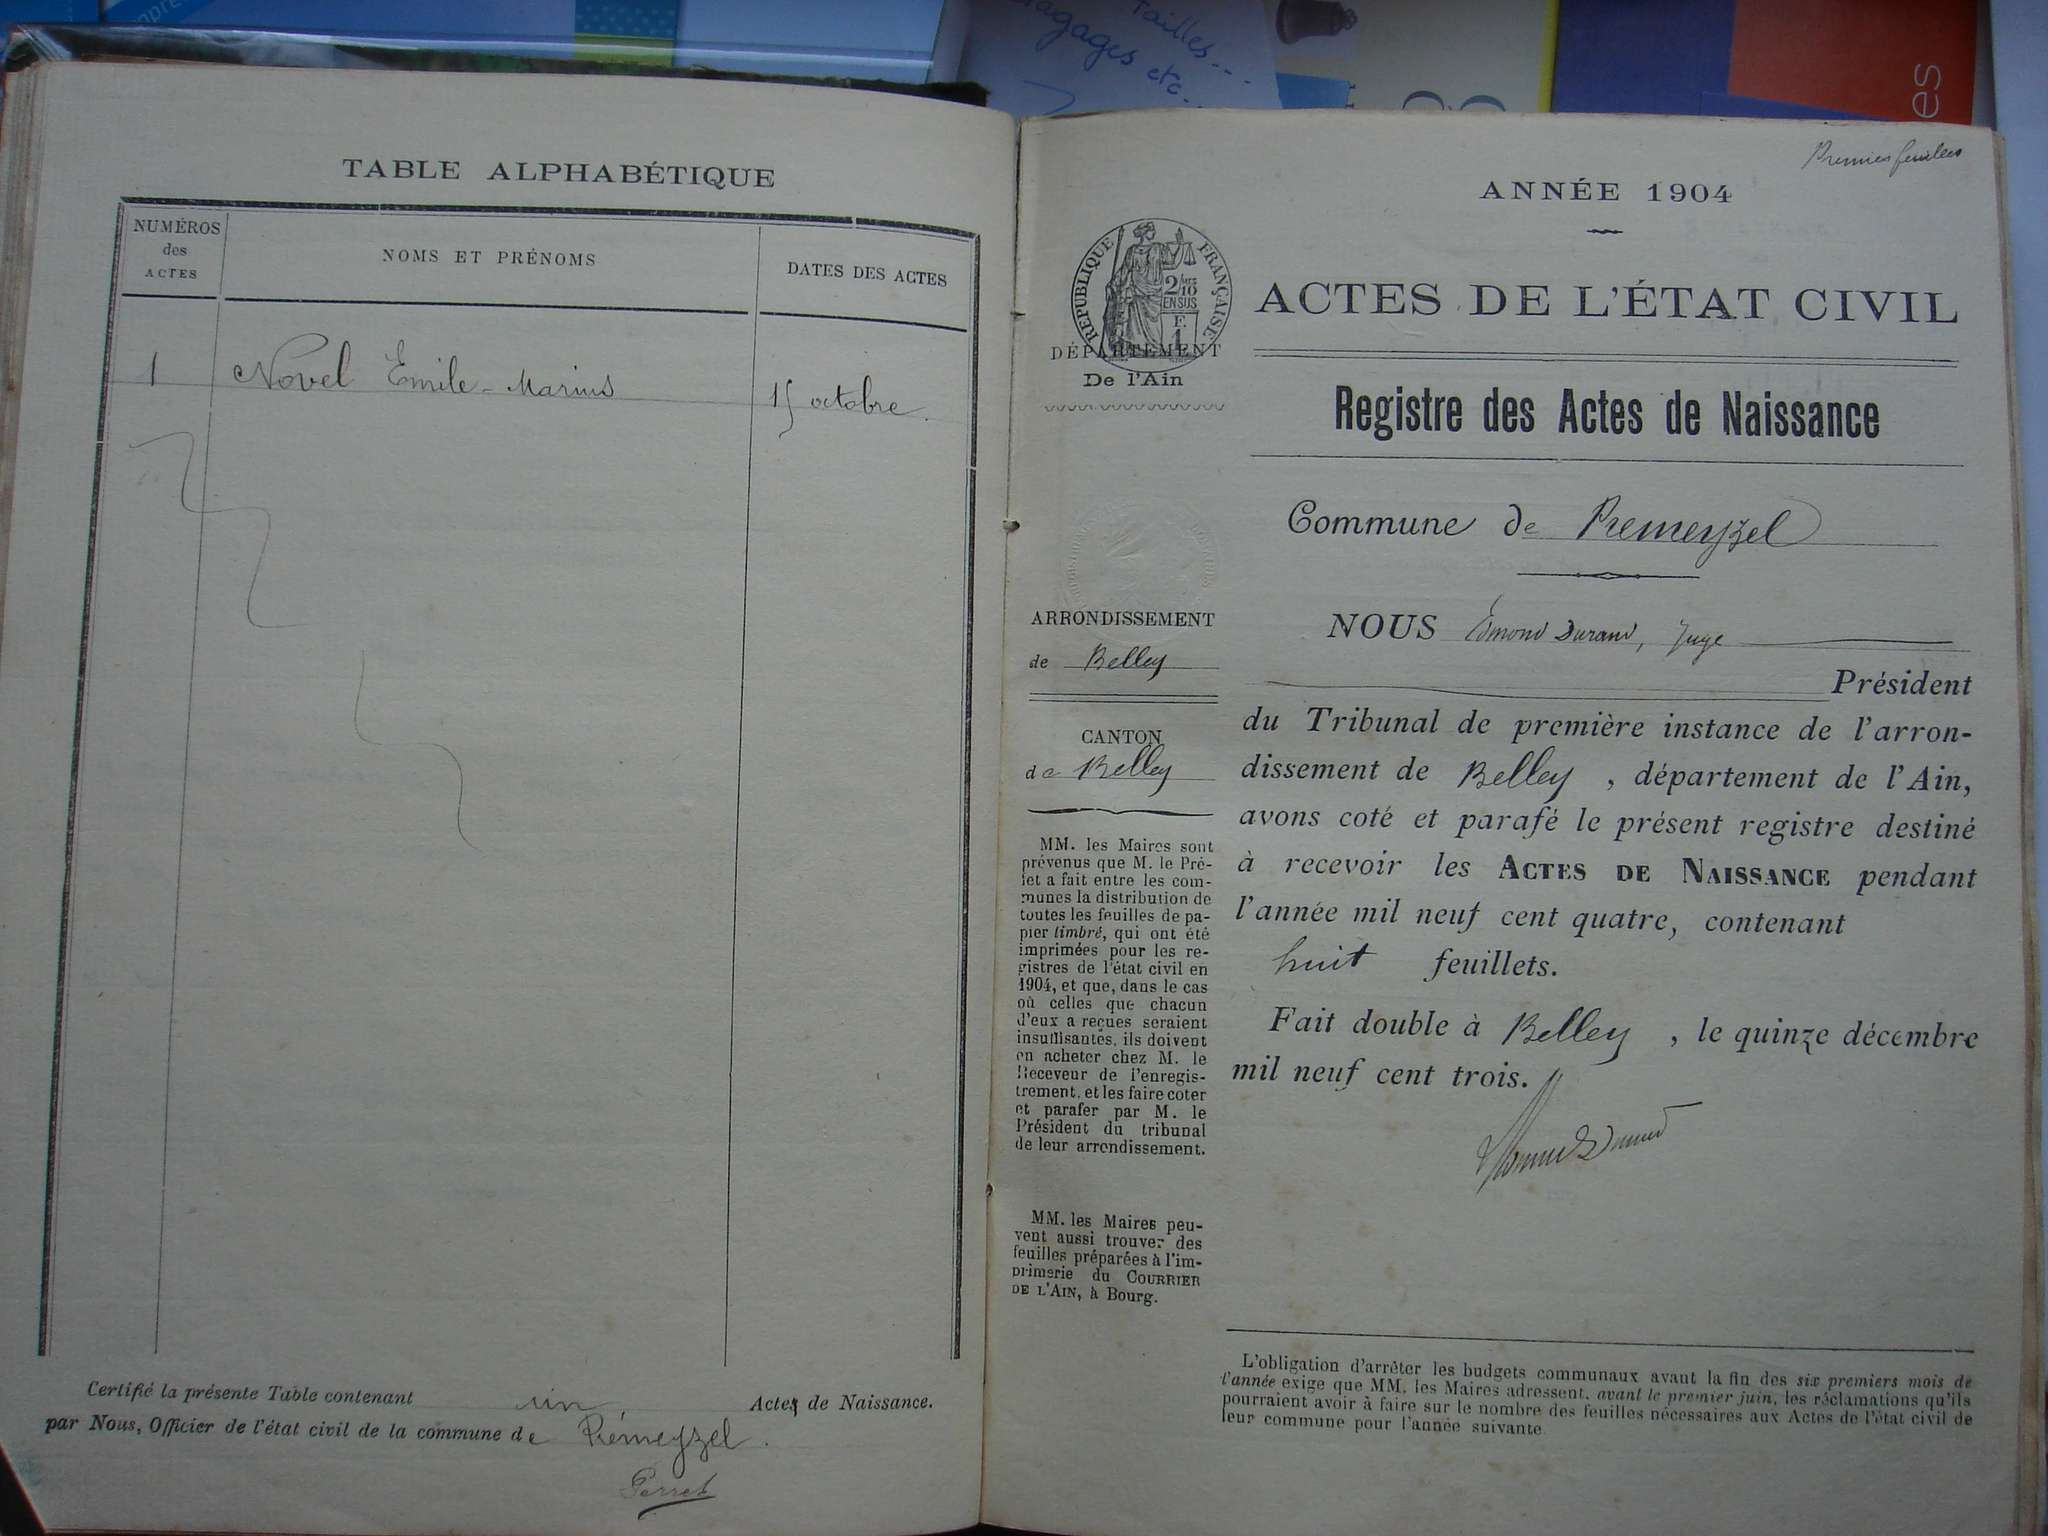 Tailles...
etc...
es
TABLE ALPHABÉTIQUE
NUMÉROS
des
ACTES
NOMS ET PRÉNOMS
DATES DES ACTES
1
Novel Emile-Marius
15 octobre.
Certifié la présente Table contenant un Actes de Naissance.
par Nous, Officier de l'état civil de la commune de Prémeyzel.
Perret
ANNÉE 1904
RÉPUBLIQUE FRANÇAISE
2/10
EN SUS
F.
1
ACTES DE L'ÉTAT CIVIL
DÉPARTEMENT
De l'Ain
Registre des Actes de Naissance
Commune de Premeyzel
ARRONDISSEMENT
de Belley
CANTON
de Belley
MM. les Maires sont
prévenus que M. le Pré-
fet a fait entre les com-
munes la distribution de
toutes les feuilles de pa-
pier timbré, qui ont été
imprimées pour les re-
gistres de l'état civil en
1904, et que, dans le cas
où celles que chacun
d'eux a reçues seraient
insuffisantes, ils doivent
en acheter chez M. le
Receveur de l'enregis-
trement, et les faire coter
et parafer par M. le
Président du tribunal
de leur arrondissement.
MM. les Maires peu-
vent aussi trouver des
feuilles préparées à l'im-
primerie du COURRIER
DE L'AIN, à Bourg.
NOUS Edmond Durand, Juge
Président
du Tribunal de première instance de l'arron-
dissement de Belley, département de l'Ain,
avons coté et parafé le présent registre destiné
à recevoir les ACTES DE NAISSANCE pendant
l'année mil neuf cent quatre, contenant
huit feuillets.
Fait double à Belley, le quinze décembre
mil neuf cent trois.
L'obligation d'arrêter les budgets communaux avant la fin des six premiers mois de
l'année exige que MM. les Maires adressent, avant le premier juin, les réclamations qu'ils
pourraient avoir à faire sur le nombre des feuilles nécessaires aux Actes de l'état civil de
leur commune pour l'année suivante.